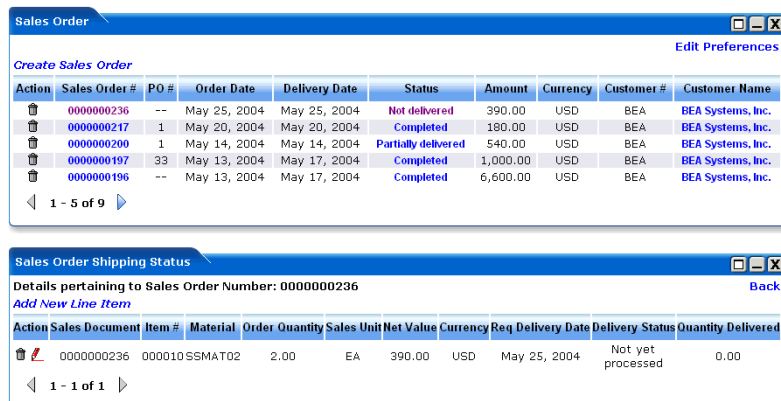 Sales Order
Edit Preferences
Create Sales Order
Action Sales Order # PO # Order Date Delivery Date Status Amount Currency Customer # Customer Name
0000000236 -- May 25, 2004 May 25, 2004 Not delivered 390.00 USD BEA BEA Systems, Inc.
0000000217 1 May 20, 2004 May 20, 2004 Completed 180.00 USD BEA BEA Systems, Inc.
0000000200 1 May 14, 2004 May 14, 2004 Partially delivered 540.00 USD BEA BEA Systems, Inc.
0000000197 33 May 13, 2004 May 17, 2004 Completed 1,000.00 USD BEA BEA Systems, Inc.
0000000196 -- May 13, 2004 May 17, 2004 Completed 6,600.00 USD BEA BEA Systems, Inc.
1 - 5 of 9
Sales Order Shipping Status
Details pertaining to Sales Order Number: 0000000236 Back
Add New Line Item
Action Sales Document Item # Material Order Quantity Sales Unit Net Value Currency Req Delivery Date Delivery Status Quantity Delivered
0000000236 000010 SSMAT02 2.00 EA 390.00 USD May 25, 2004 Not yet processed 0.00
1 - 1 of 1